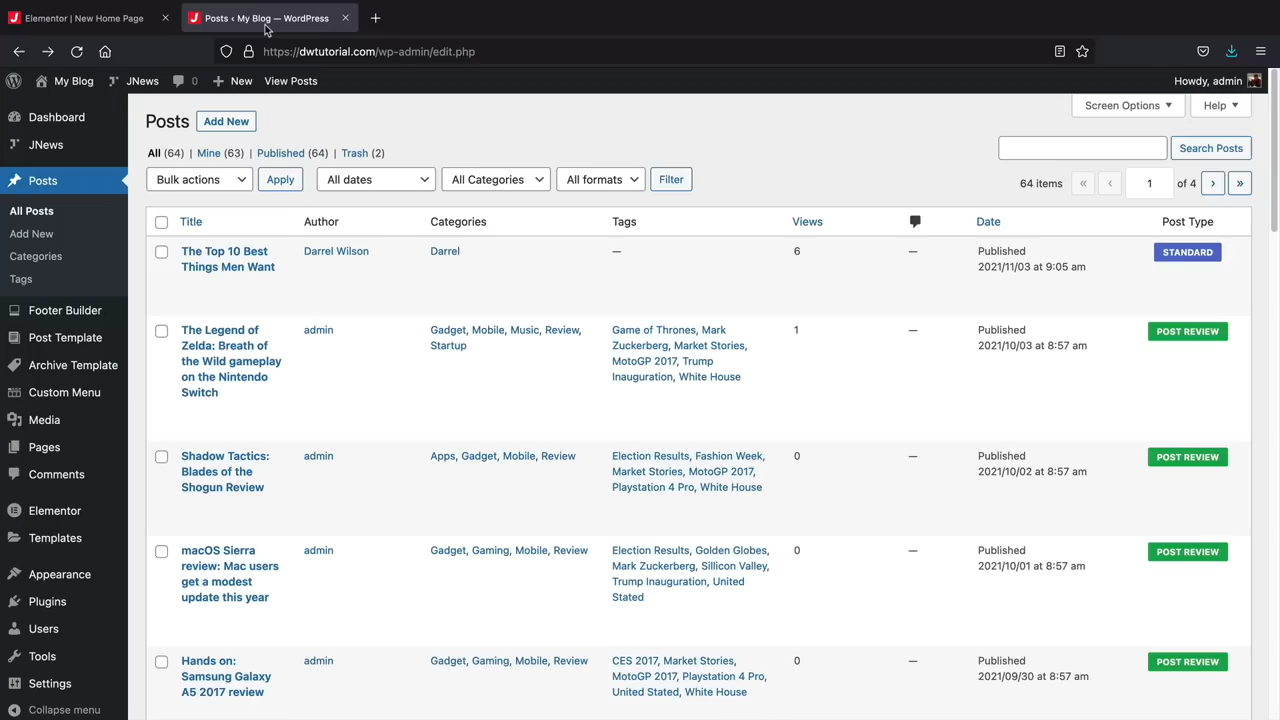 Elementor | New Home Page
Posts ‹ My Blog — WordPress
https://dwtutorial.com/wp-admin/edit.php
My Blog JNews 0 New View Posts Howdy, admin
Dashboard
JNews
Posts
All Posts
Add New
Categories
Tags
Footer Builder
Post Template
Archive Template
Custom Menu
Media
Pages
Comments
Elementor
Templates
Appearance
Plugins
Users
Tools
Settings
Collapse menu
Screen Options Help
Posts Add New
All (64) | Mine (63) | Published (64) | Trash (2)
Search Posts
Bulk actions Apply All dates All Categories All formats Filter
64 items « ‹ 1 of 4 › »
Title Author Categories Tags Views Date Post Type
The Top 10 Best
Things Men Want
Darrel Wilson
Darrel
—
6
—
Published
2021/11/03 at 9:05 am
STANDARD
The Legend of
Zelda: Breath of
the Wild gameplay
on the Nintendo
Switch
admin
Gadget, Mobile, Music, Review,
Startup
Game of Thrones, Mark
Zuckerberg, Market Stories,
MotoGP 2017, Trump
Inauguration, White House
1
—
Published
2021/10/03 at 8:57 am
POST REVIEW
Shadow Tactics:
Blades of the
Shogun Review
admin
Apps, Gadget, Mobile, Review
Election Results, Fashion Week,
Market Stories, MotoGP 2017,
Playstation 4 Pro, White House
0
—
Published
2021/10/02 at 8:57 am
POST REVIEW
macOS Sierra
review: Mac users
get a modest
update this year
admin
Gadget, Gaming, Mobile, Review
Election Results, Golden Globes,
Mark Zuckerberg, Sillicon Valley,
Trump Inauguration, United
Stated
0
—
Published
2021/10/01 at 8:57 am
POST REVIEW
Hands on:
Samsung Galaxy
A5 2017 review
admin
Gadget, Gaming, Mobile, Review
CES 2017, Market Stories,
MotoGP 2017, Playstation 4 Pro,
United Stated, White House
0
—
Published
2021/09/30 at 8:57 am
POST REVIEW